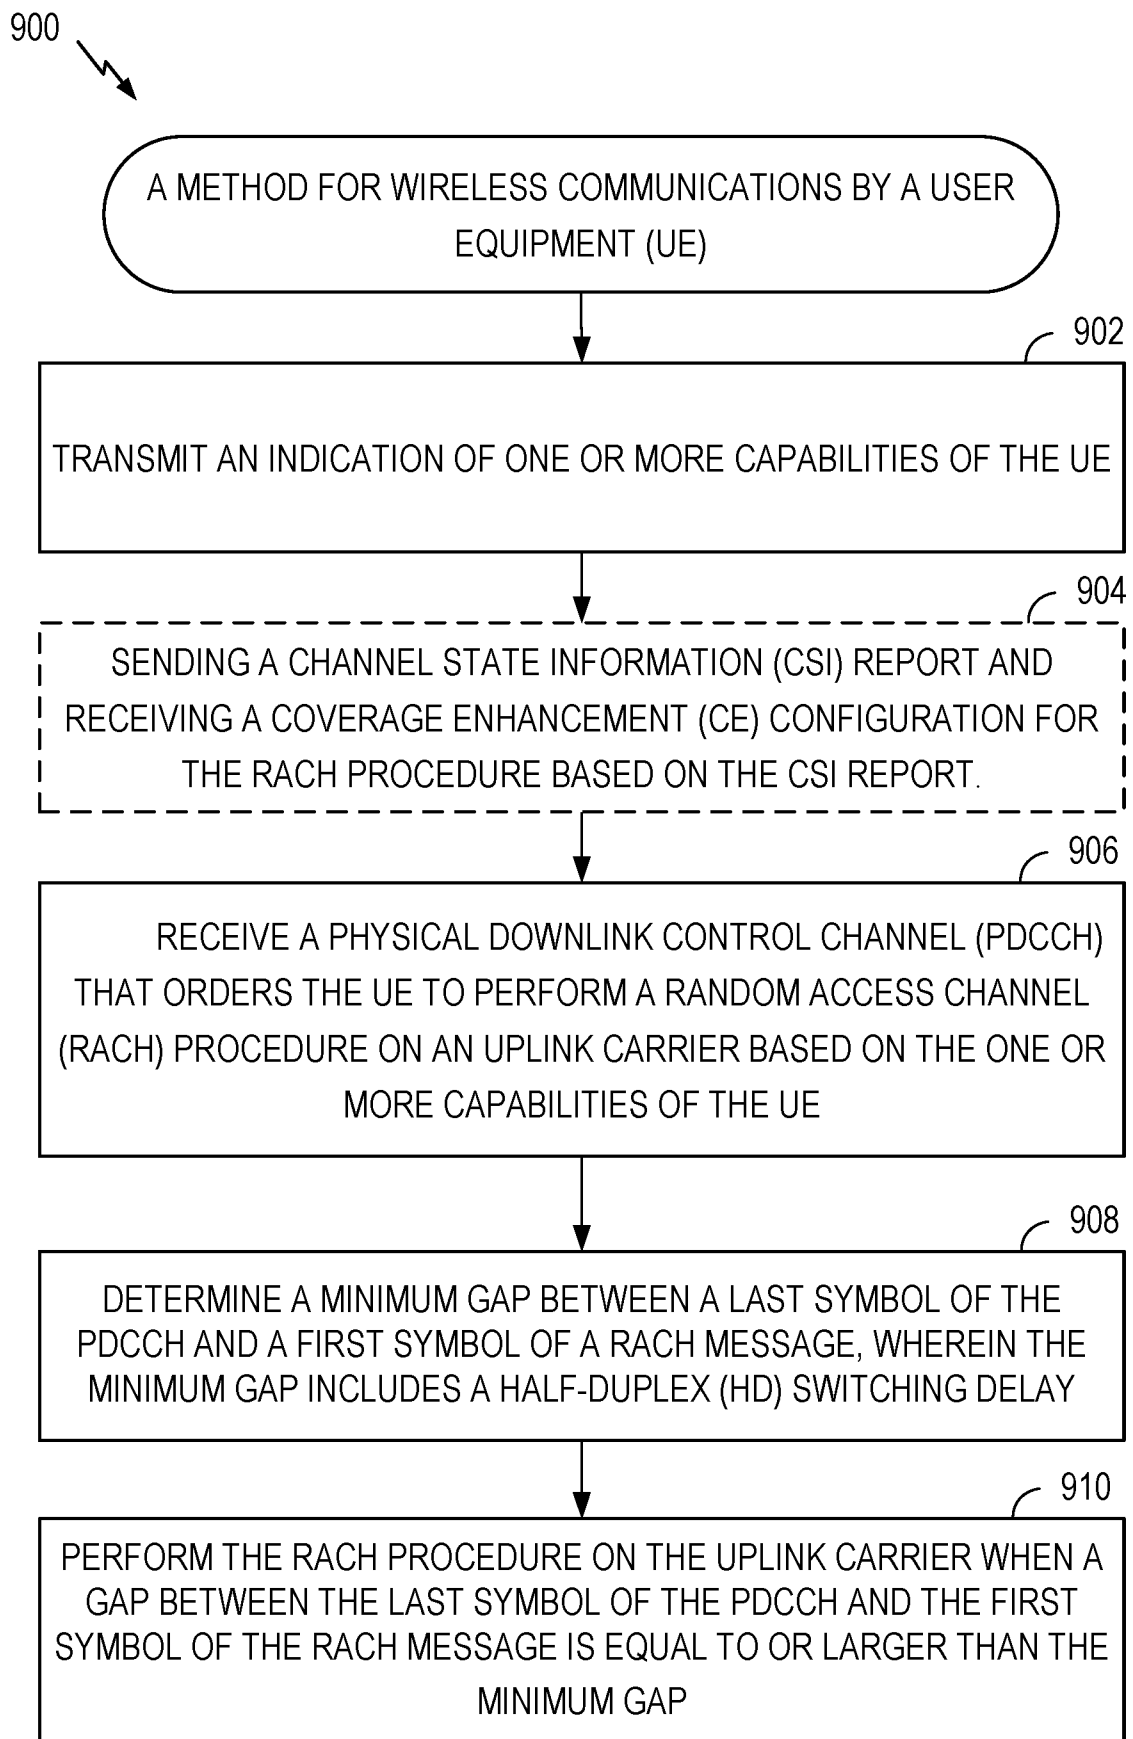 900
A METHOD FOR WIRELESS COMMUNICATIONS BY A USER
EQUIPMENT (UE)
902
TRANSMIT AN INDICATION OF ONE OR MORE CAPABILITIES OF THE UE
904
SENDING A CHANNEL STATE INFORMATION (CSI) REPORT AND
RECEIVING A COVERAGE ENHANCEMENT (CE) CONFIGURATION FOR
THE RACH PROCEDURE BASED ON THE CSI REPORT.
906
RECEIVE A PHYSICAL DOWNLINK CONTROL CHANNEL (PDCCH)
THAT ORDERS THE UE TO PERFORM A RANDOM ACCESS CHANNEL
(RACH) PROCEDURE ON AN UPLINK CARRIER BASED ON THE ONE OR
MORE CAPABILITIES OF THE UE
908
DETERMINE A MINIMUM GAP BETWEEN A LAST SYMBOL OF THE
PDCCH AND A FIRST SYMBOL OF A RACH MESSAGE, WHEREIN THE
MINIMUM GAP INCLUDES A HALF-DUPLEX (HD) SWITCHING DELAY
910
PERFORM THE RACH PROCEDURE ON THE UPLINK CARRIER WHEN A
GAP BETWEEN THE LAST SYMBOL OF THE PDCCH AND THE FIRST
SYMBOL OF THE RACH MESSAGE IS EQUAL TO OR LARGER THAN THE
MINIMUM GAP